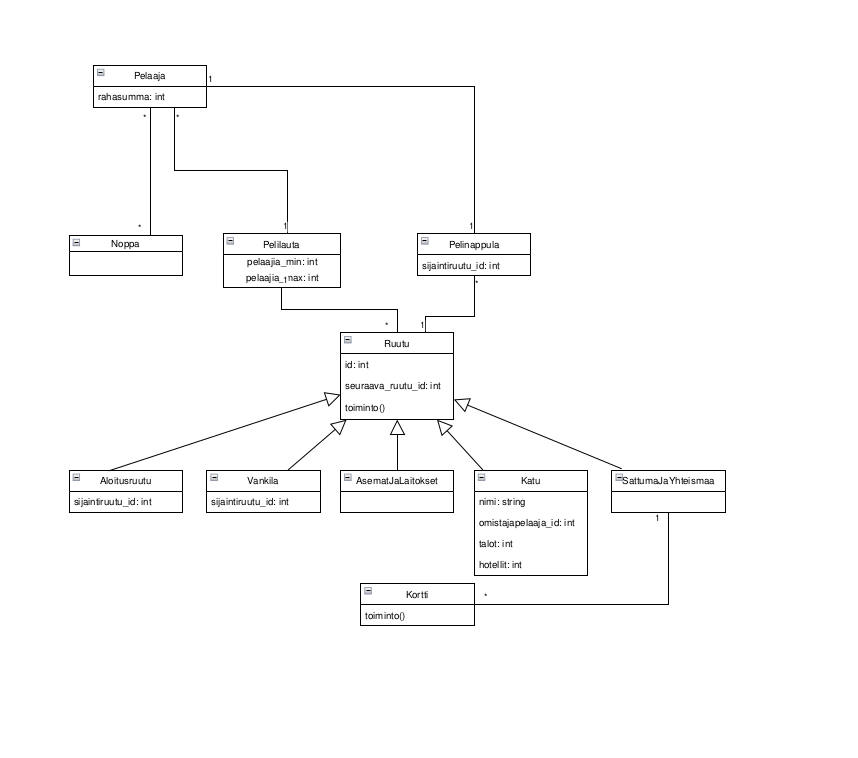 Pelaaja
1
rahasumma: int
*
*
*
1
1
Noppa
Pelilauta
Pelinappula
pelaajia_min: int
sijaintiruutu_id: int
pelaajia_max: int
1
*
*
1
Ruutu
id: int
seuraava_ruutu_id: int
toiminto()
Aloitusruutu
Vankila
AsematJaLaitokset
Katu
SattumaJaYhteismaa
sijaintiruutu_id: int
sijaintiruutu_id: int
nimi: string
omistajapelaaja_id: int
talot: int
hotellit: int
1
Kortti
*
toiminto()